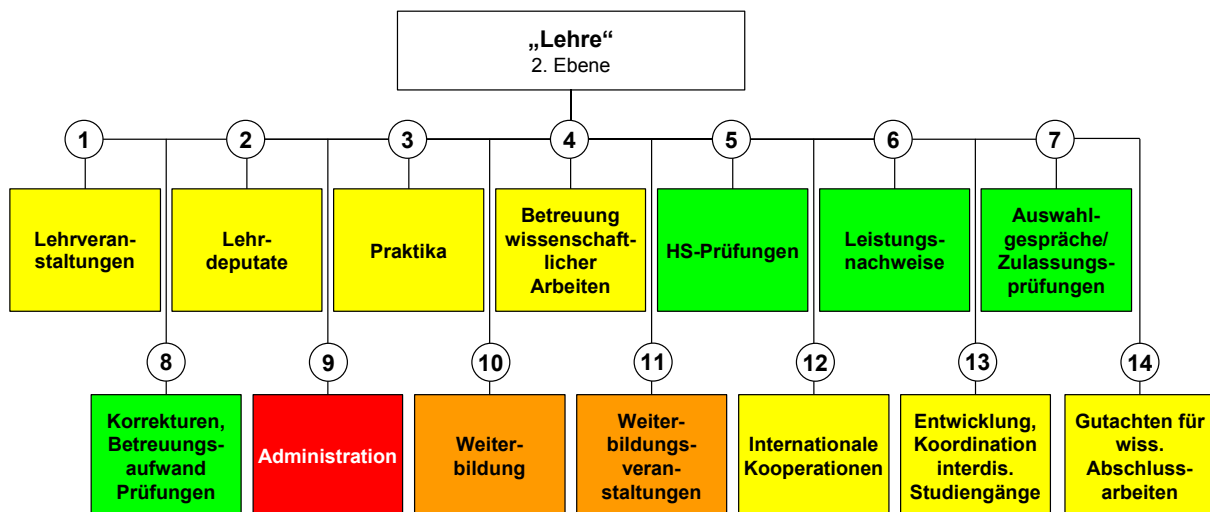 „Lehre“
2. Ebene
1
2
3
4
5
6
7
Lehrveran-
staltungen
Lehr-
deputate
Praktika
Betreuung
wissenschaft-
licher
Arbeiten
HS-Prüfungen
Leistungs-
nachweise
Auswahl-
gespräche/
Zulassungs-
prüfungen
8
9
10
11
12
13
14
Korrekturen,
Betreuungs-
aufwand
Prüfungen
Administration
Weiter-
bildung
Weiter-
bildungs-
veran-
staltungen
Internationale
Kooperationen
Entwicklung,
Koordination
interdis.
Studiengänge
Gutachten für
wiss.
Abschluss-
arbeiten